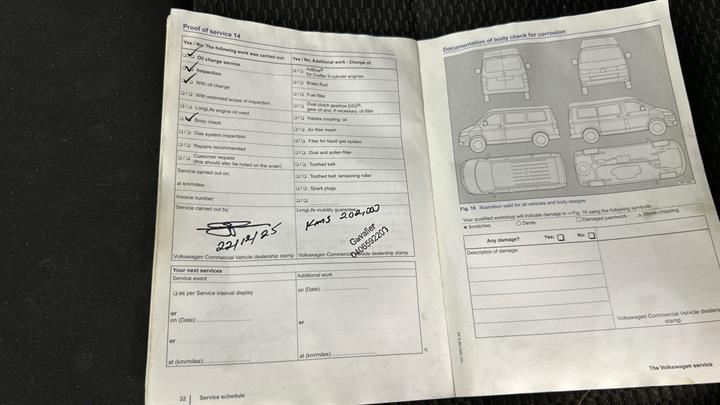 Proof of service 14
Yes / No The following work was carried out:
✓ Oil change service
✓ Inspection
✓ With oil change
❑ / ❑ With extended scope of inspection
❑ / ❑ LongLife engine oil used
✓ Body check
❑ / ❑ Gas system inspection
❑ / ❑ Repairs recommended
❑ / ❑ Customer request
(this should also be noted on the order)
Service carried out on:
at km/miles:
Invoice number:
Service carried out by:
22/12/25
Volkswagen Commercial Vehicle dealership stamp
Yes / No Additional work - Change of:
❑ / ❑ AdBlue®
for Crafter 5-cylinder engines
❑ / ❑ Brake fluid
❑ / ❑ Fuel filter
❑ / ❑ Dual clutch gearbox DSG®:
gear oil and, if necessary, oil filter
❑ / ❑ Haldex coupling: oil
❑ / ❑ Air filter insert
❑ / ❑ Filter for liquid gas system
❑ / ❑ Dust and pollen filter
❑ / ❑ Toothed belt
❑ / ❑ Toothed belt: tensioning roller
❑ / ❑ Spark plugs
❑ / ❑
LongLife mobility guarantee
KMS 202,000
Guvalier
0406592203
Volkswagen Commercial Vehicle dealership stamp
Your next services
Service event
❑ as per Service interval display
or
on (Date):
or
at (km/miles):
Additional work
on (Date):
or
at (km/miles):
32 Service schedule
Documentation of body check for corrosion
Fig. 16 Illustration valid for all vehicles and body designs.
Your qualified workshop will indicate damage in ⇒ Fig. 16 using the following symbols:
× Scratches ○ Dents ☐ Damaged paintwork △ Stone chipping
Any damage? Yes: ❑ No: ❑
Description of damage:
Volkswagen Commercial Vehicle dealers
stamp
The Volkswagen service